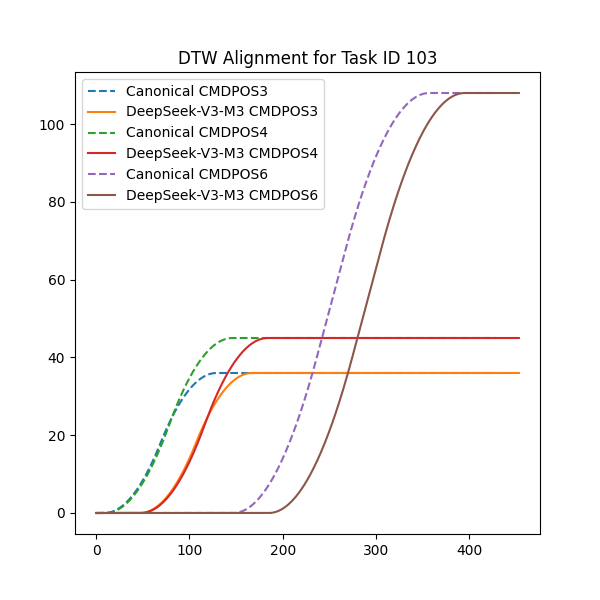 DTW Alignment for Task ID 103
Canonical CMDPOS3
DeepSeek-V3-M3 CMDPOS3
Canonical CMDPOS4
DeepSeek-V3-M3 CMDPOS4
Canonical CMDPOS6
DeepSeek-V3-M3 CMDPOS6
100
80
60
40
20
0
0 100 200 300 400